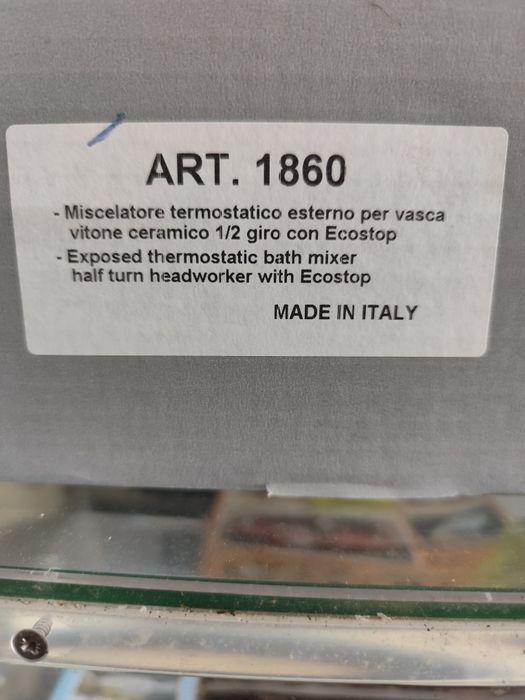 ART. 1860
- Miscelatore termostatico esterno per vasca
vitone ceramico 1/2 giro con Ecostop
- Exposed thermostatic bath mixer
half turn headworker with Ecostop
MADE IN ITALY